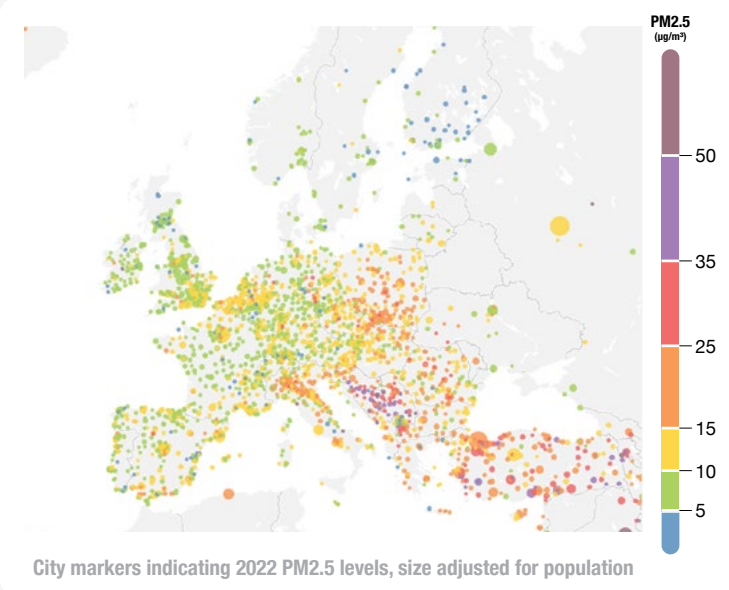 PM2.5
(µg/m³)
50
35
25
15
10
5
City markers indicating 2022 PM2.5 levels, size adjusted for population